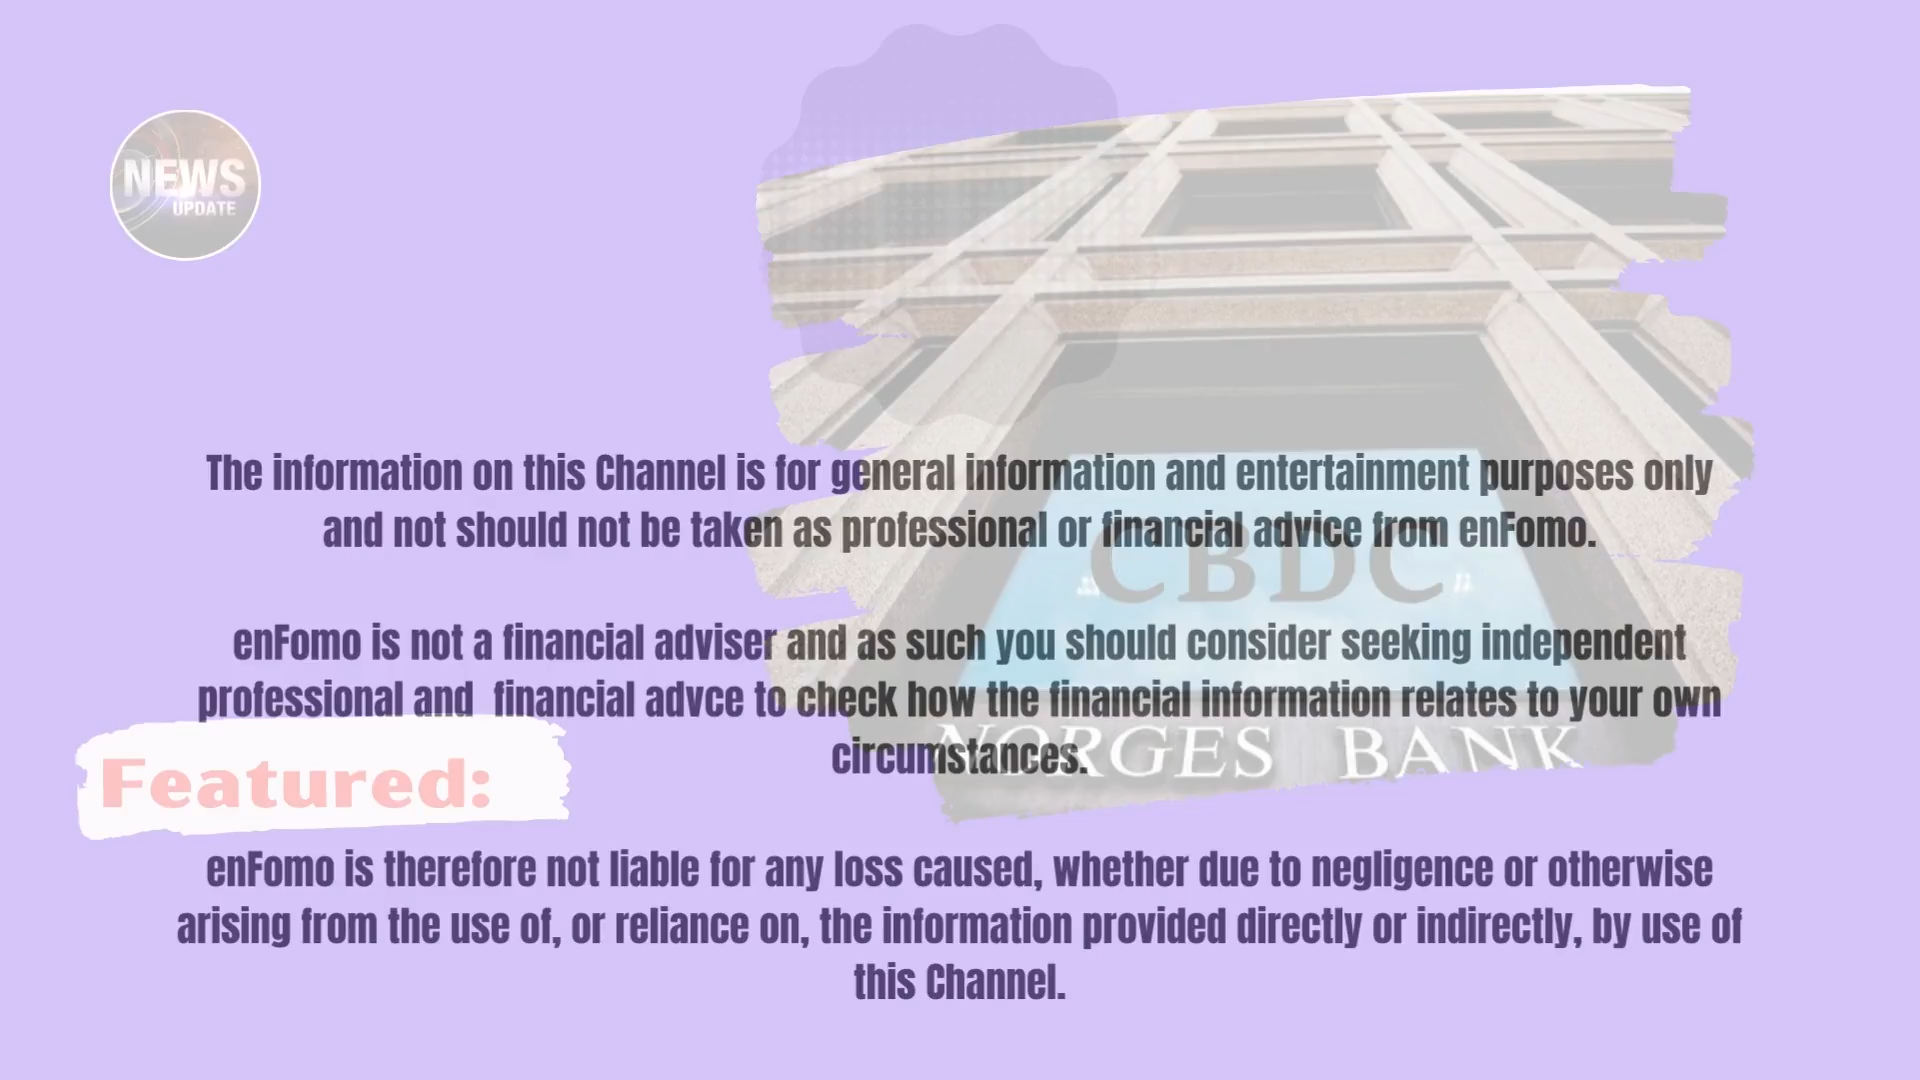 NEWS
UPDATE
The information on this Channel is for general information and entertainment purposes only
and not should not be taken as professional or financial advice from enFomo.
CBDC
enFomo is not a financial adviser and as such you should consider seeking independent
professional and  financial advce to check how the financial information relates to your own
circumstances.
NORGES BANK
Featured:
enFomo is therefore not liable for any loss caused, whether due to negligence or otherwise
arising from the use of, or reliance on, the information provided directly or indirectly, by use of
this Channel.